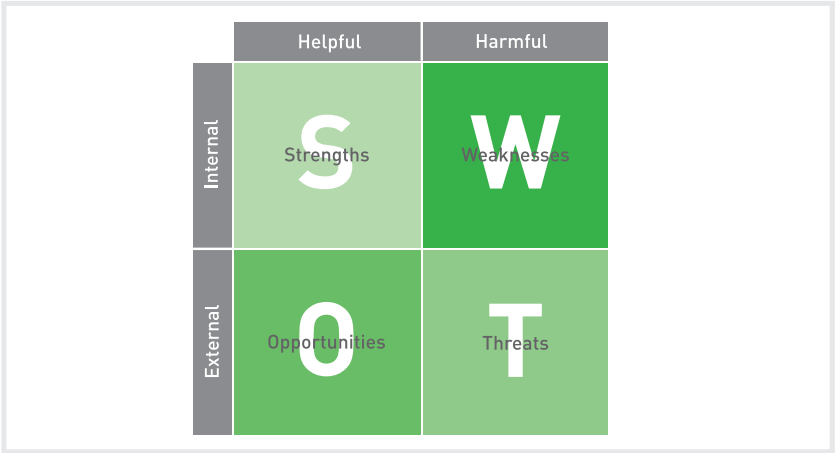 Helpful
Harmful
Internal
S
Strengths
W
Weaknesses
External
O
Opportunities
T
Threats